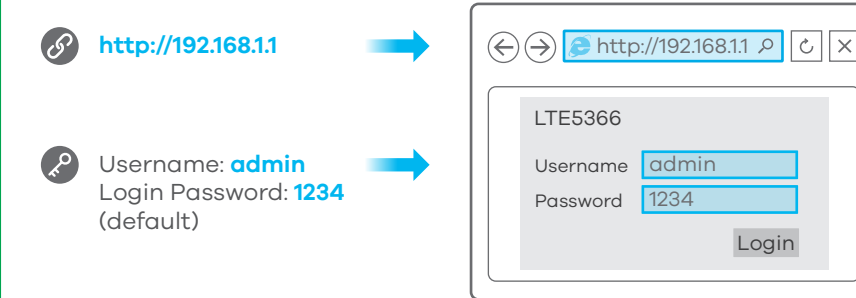 http://192.168.1.1
Username: admin
Login Password: 1234
(default)
http://192.168.1.1
LTE5366
Username admin
Password 1234
Login